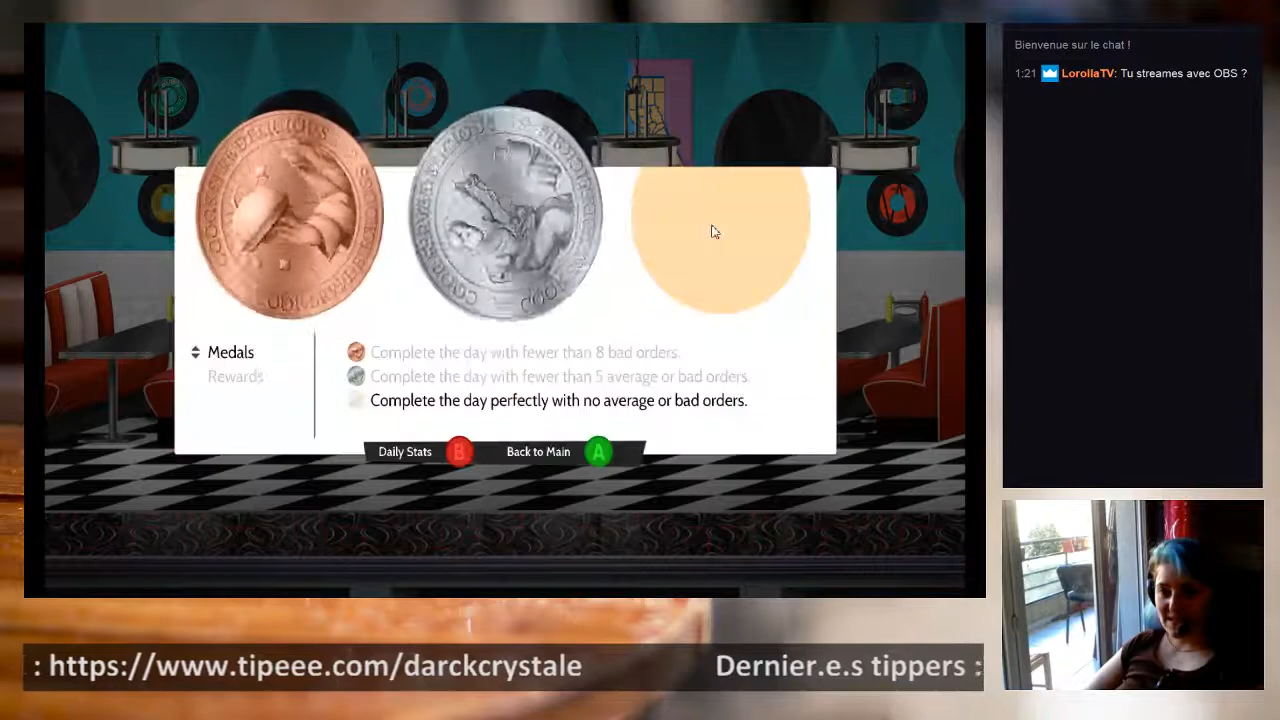 Bienvenue sur le chat !
1:21 LorollaTV: Tu streames avec OBS ?
Medals
Rewards
Complete the day with fewer than 8 bad orders.
Complete the day with fewer than 5 average or bad orders.
Complete the day perfectly with no average or bad orders.
Daily Stats B
Back to Main A
: https://www.tipeee.com/darckcrystale
Dernier.e.s tippers :